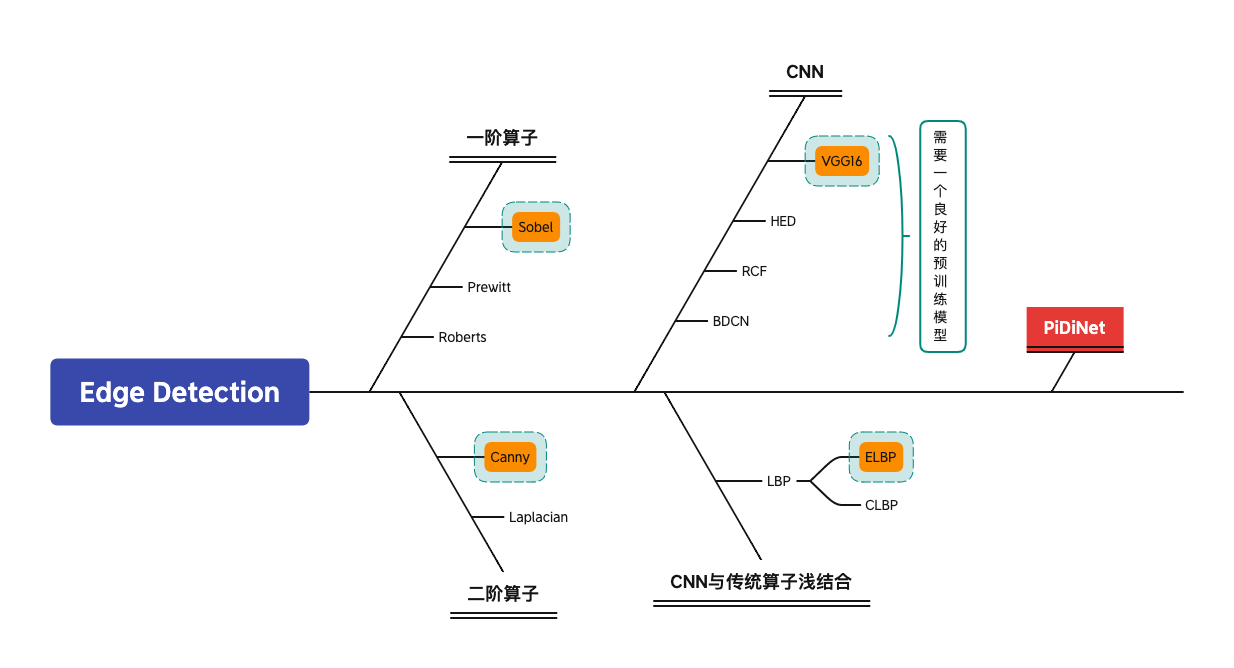 CNN
一阶算子
VGG16
需要一个良好的预训练模型
Sobel
HED
RCF
Prewitt
BDCN
Roberts
PiDiNet
Edge Detection
Canny
ELBP
LBP
CLBP
Laplacian
二阶算子
CNN与传统算子浅结合